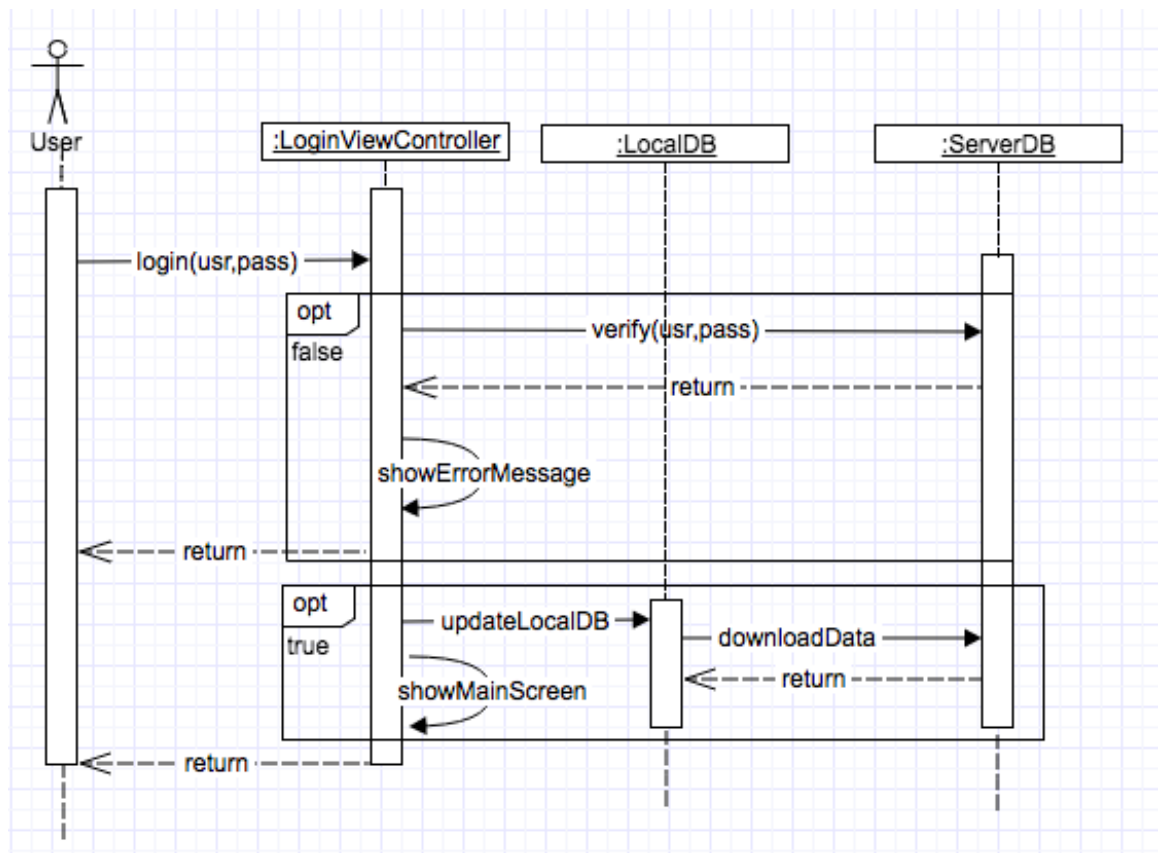 User
:LoginViewController
:LocalDB
:ServerDB
login(usr,pass)
opt
false
verify(usr,pass)
return
showErrorMessage
return
opt
true
updateLocalDB
downloadData
return
showMainScreen
return